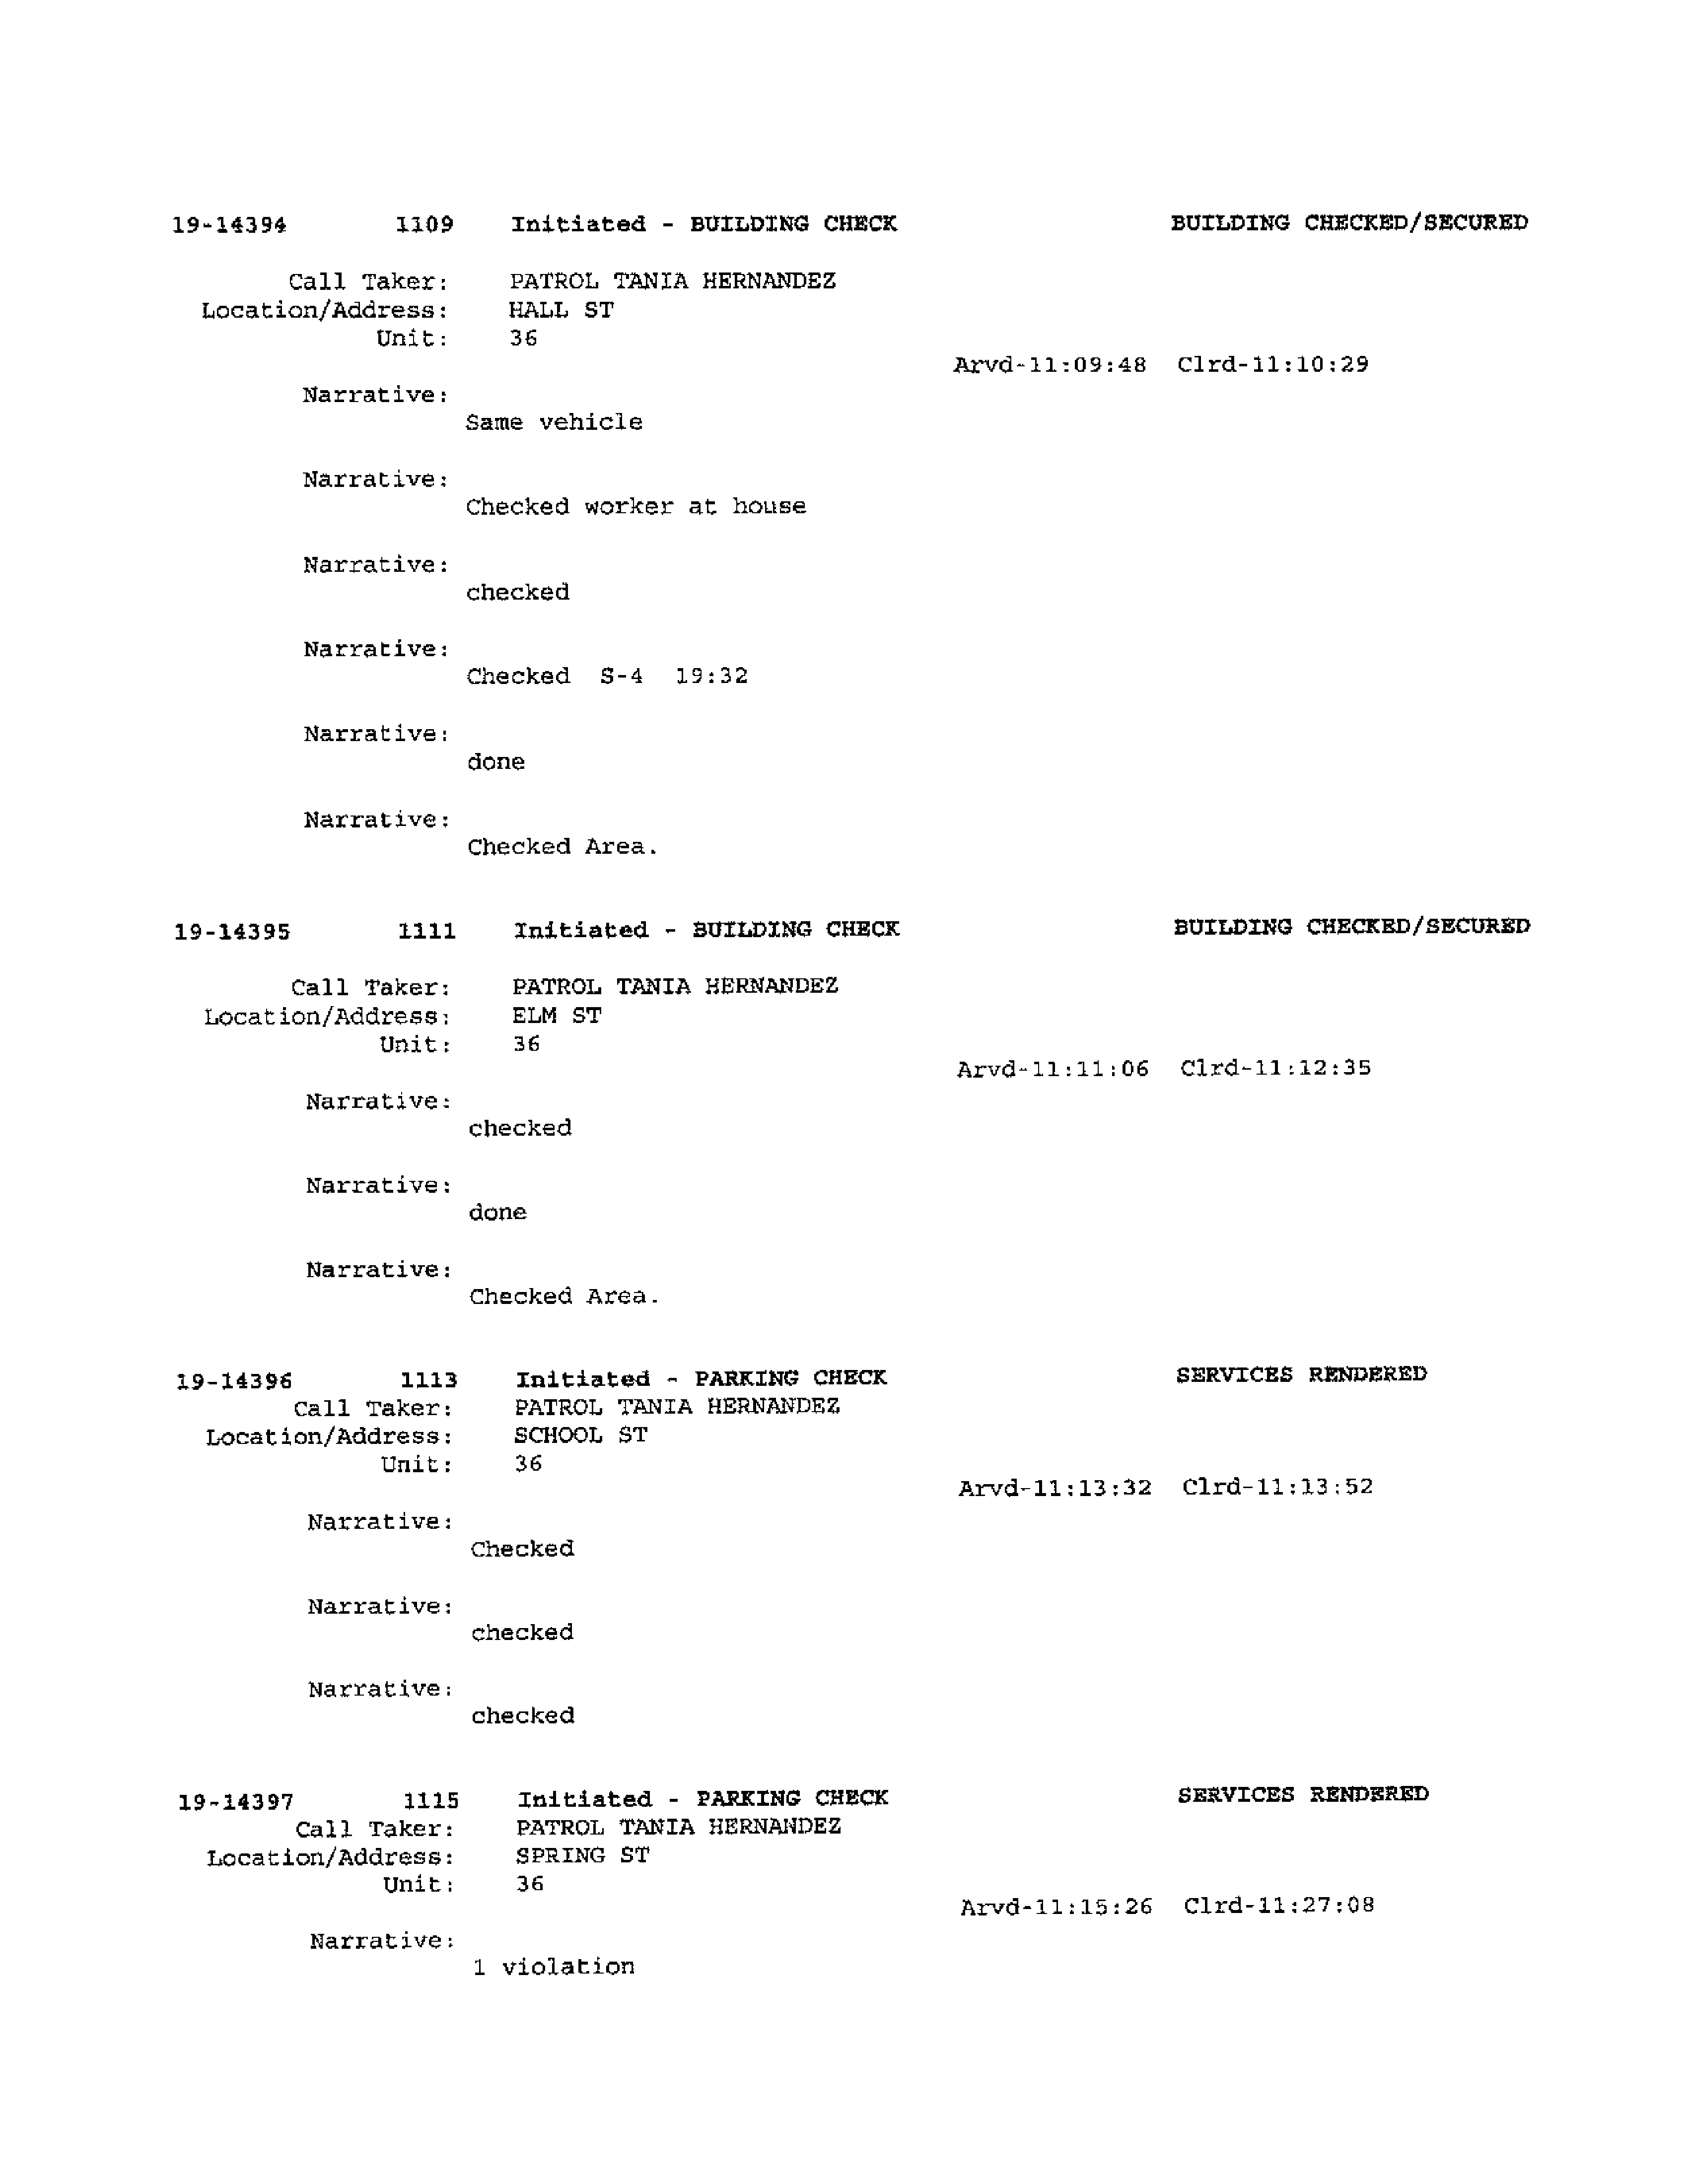 19-14394 1109 Initiated - BUILDING CHECK BUILDING CHECKED/SECURED
Call Taker: PATROL TANIA HERNANDEZ
Location/Address: HALL ST
Unit: 36
Arvd-11:09:48 Clrd-11:10:29
Narrative:
Same vehicle
Narrative:
Checked worker at house
Narrative:
checked
Narrative:
Checked S-4 19:32
Narrative:
done
Narrative:
Checked Area.
19-14395 1111 Initiated - BUILDING CHECK BUILDING CHECKED/SECURED
Call Taker: PATROL TANIA HERNANDEZ
Location/Address: ELM ST
Unit: 36
Arvd-11:11:06 Clrd-11:12:35
Narrative:
checked
Narrative:
done
Narrative:
Checked Area.
19-14396 1113 Initiated - PARKING CHECK SERVICES RENDERED
Call Taker: PATROL TANIA HERNANDEZ
Location/Address: SCHOOL ST
Unit: 36
Arvd-11:13:32 Clrd-11:13:52
Narrative:
Checked
Narrative:
checked
Narrative:
checked
19-14397 1115 Initiated - PARKING CHECK SERVICES RENDERED
Call Taker: PATROL TANIA HERNANDEZ
Location/Address: SPRING ST
Unit: 36
Arvd-11:15:26 Clrd-11:27:08
Narrative:
1 violation